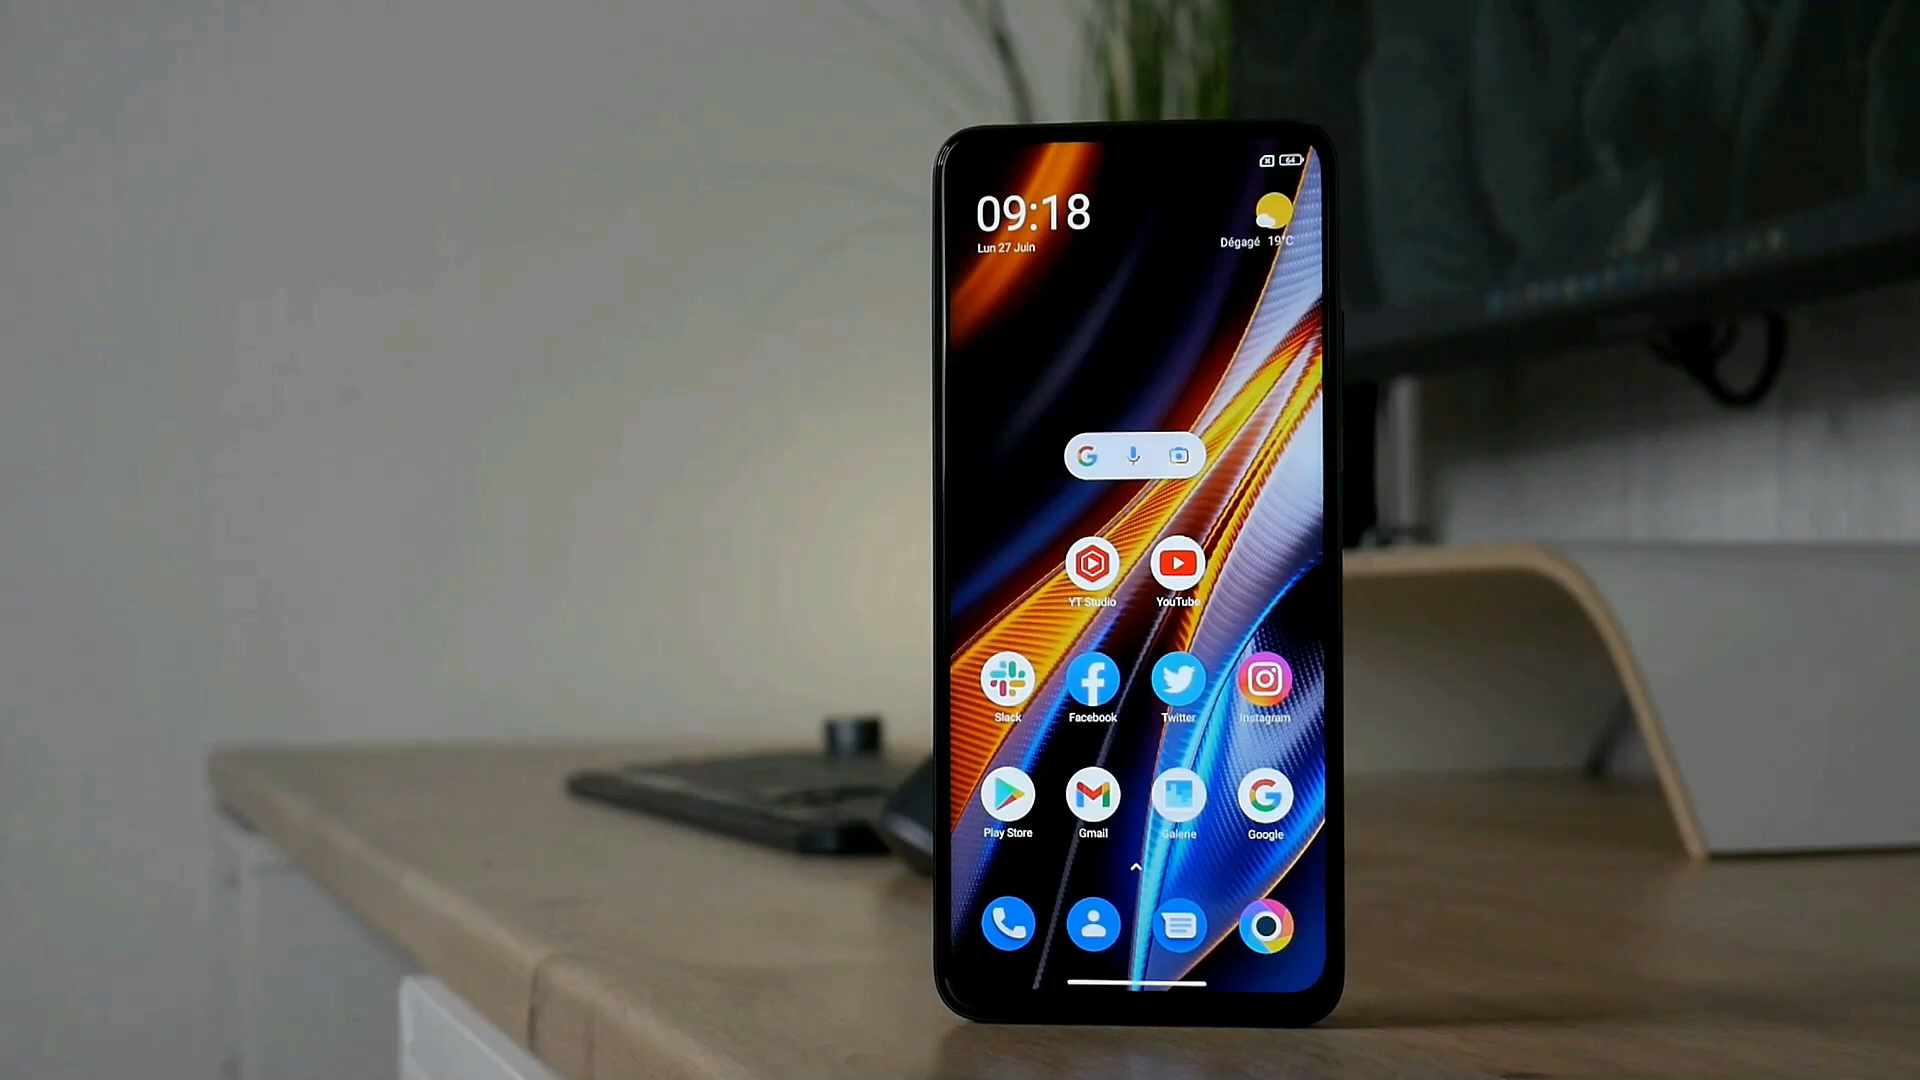 64
09:18
Lun 27 Juin
Dégagé 19°C
YT Studio
YouTube
Slack
Facebook
Twitter
Instagram
Play Store
Gmail
Galerie
Google